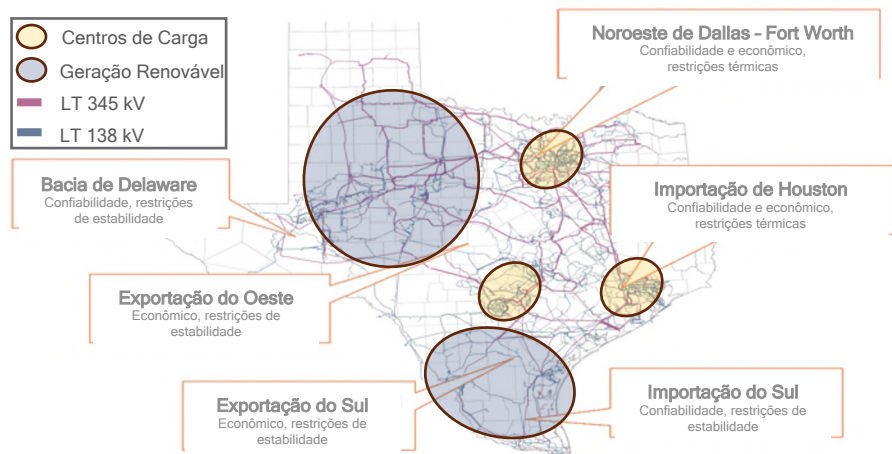 Centros de Carga
Geração Renovável
LT 345 kV
LT 138 kV
Noroeste de Dallas - Fort Worth
Confiabilidade e econômico,
restrições térmicas
Bacia de Delaware
Confiabilidade, restrições
de estabilidade
Importação de Houston
Confiabilidade e econômico,
restrições térmicas
Exportação do Oeste
Econômico, restrições de
estabilidade
Exportação do Sul
Econômico, restrições de
estabilidade
Importação do Sul
Confiabilidade, restrições
de estabilidade